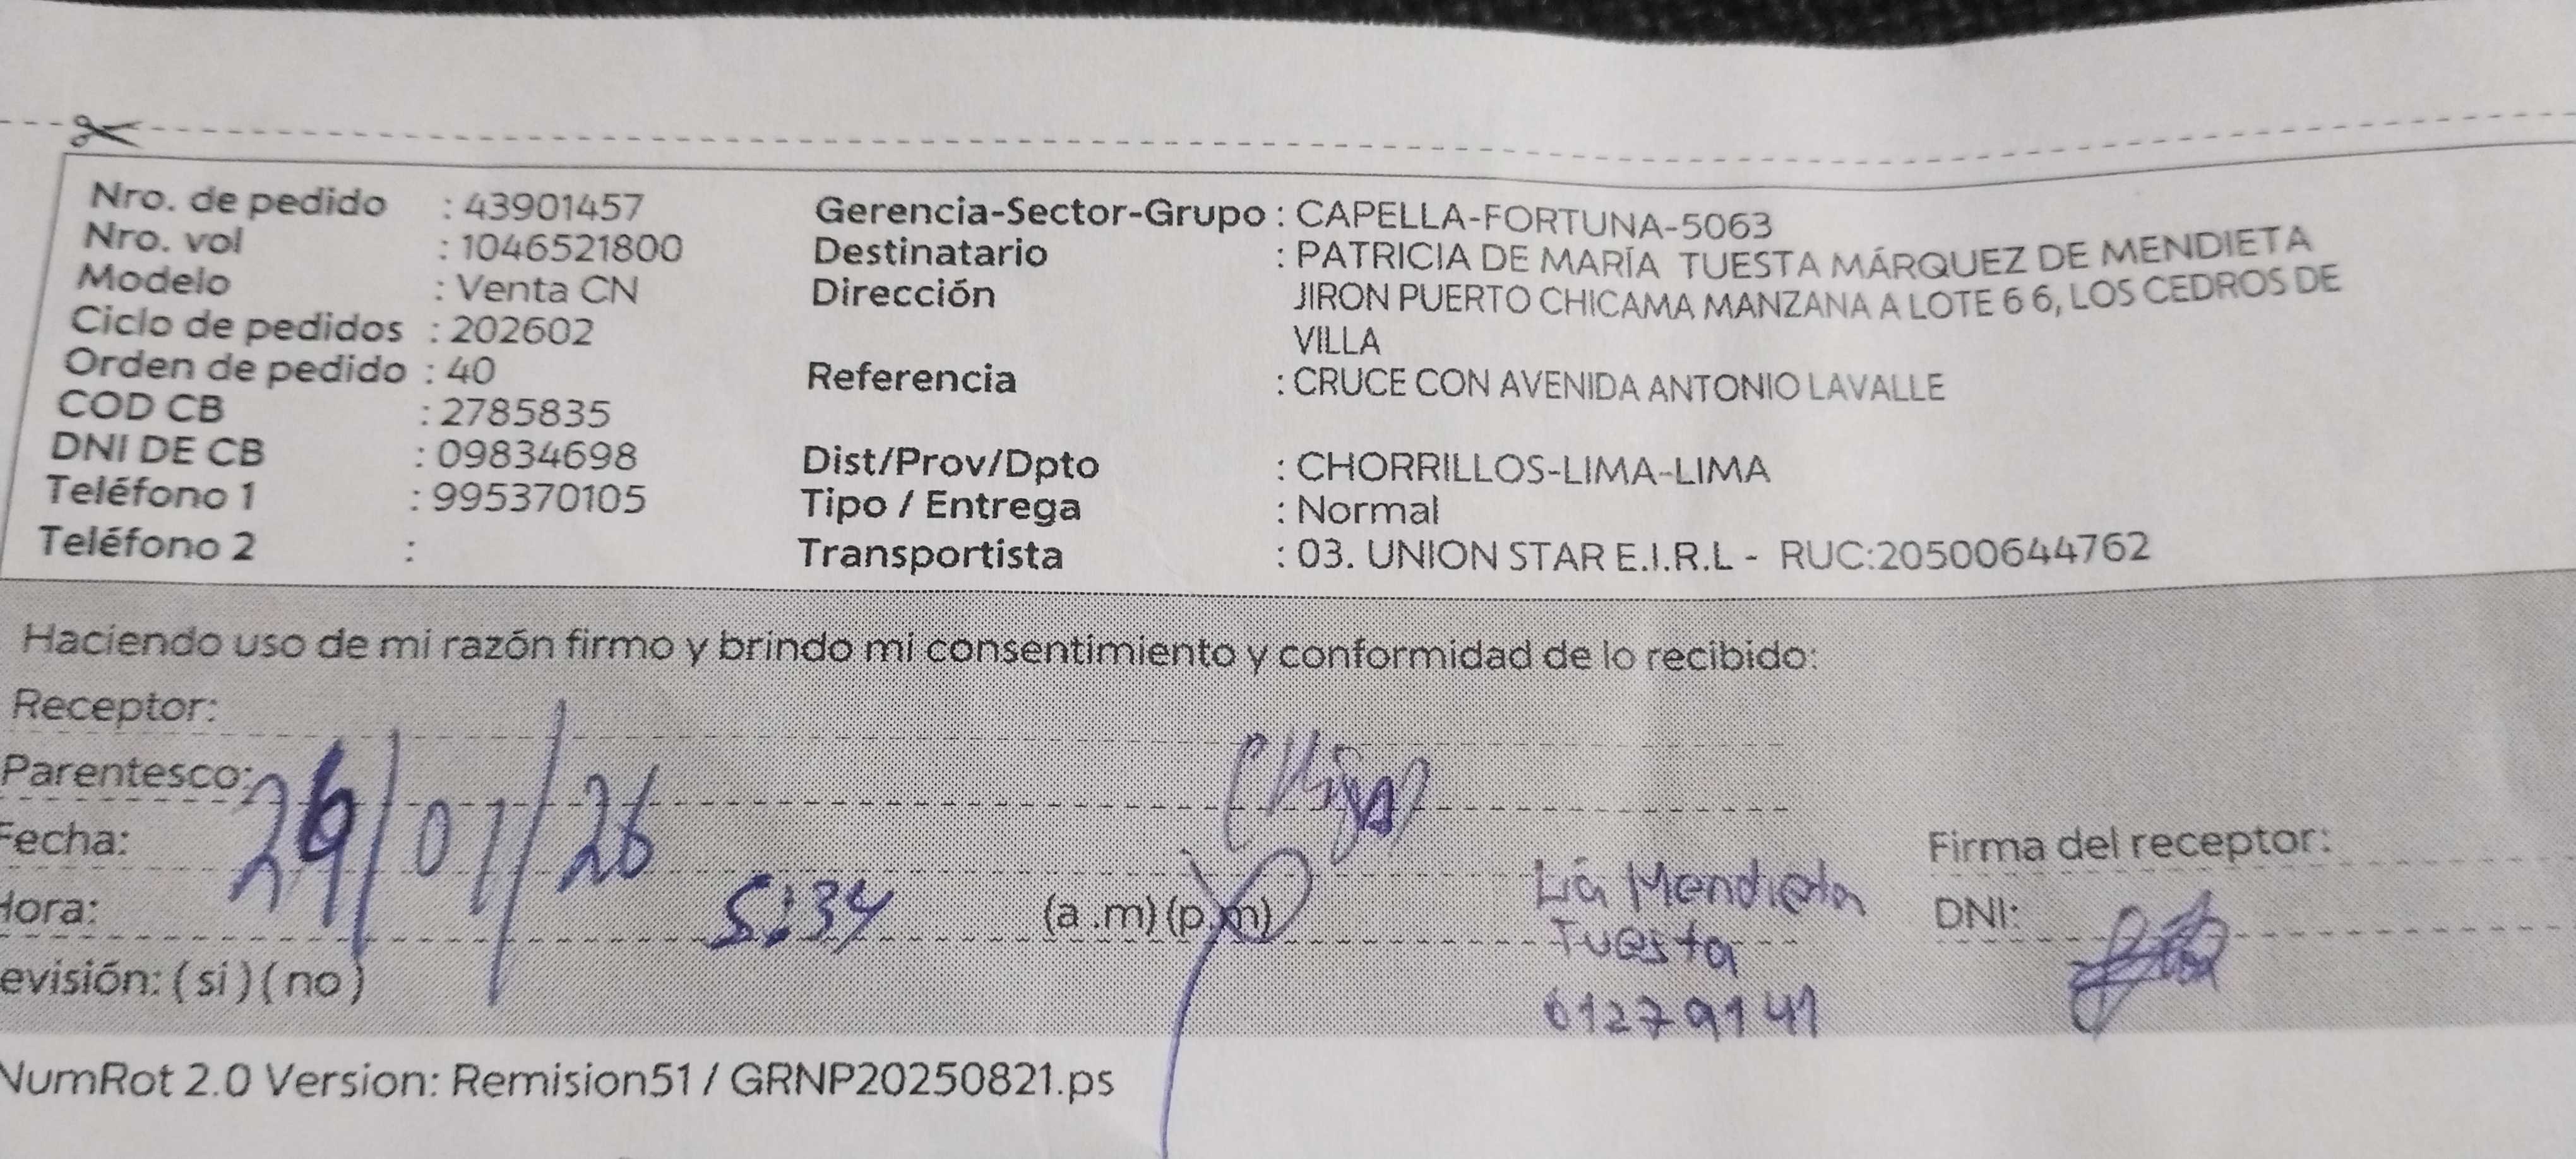 Nro. de pedido : 43901457
Nro. vol : 1046521800
Modelo : Venta CN
Ciclo de pedidos : 202602
Orden de pedido : 40
COD CB : 2785835
DNI DE CB : 09834698
Teléfono 1 : 995370105
Teléfono 2 :
Gerencia-Sector-Grupo : CAPELLA-FORTUNA-5063
Destinatario : PATRICIA DE MARÍA TUESTA MÁRQUEZ DE MENDIETA
Dirección JIRON PUERTO CHICAMA MANZANA A LOTE 6 6, LOS CEDROS DE
VILLA
Referencia : CRUCE CON AVENIDA ANTONIO LAVALLE
Dist/Prov/Dpto : CHORRILLOS-LIMA-LIMA
Tipo / Entrega : Normal
Transportista : 03. UNION STAR E.I.R.L - RUC:20500644762
Haciendo uso de mi razón firmo y brindo mi consentimiento y conformidad de lo recibido:
Receptor:
Parentesco:
Fecha: /01/26
Hora: 5:34 (a .m) (p.m)
evisión: ( si ) ( no )
Lía Mendieta
Tuesta
61279141
Firma del receptor:
DNI:
NumRot 2.0 Version: Remision51 / GRNP20250821.ps